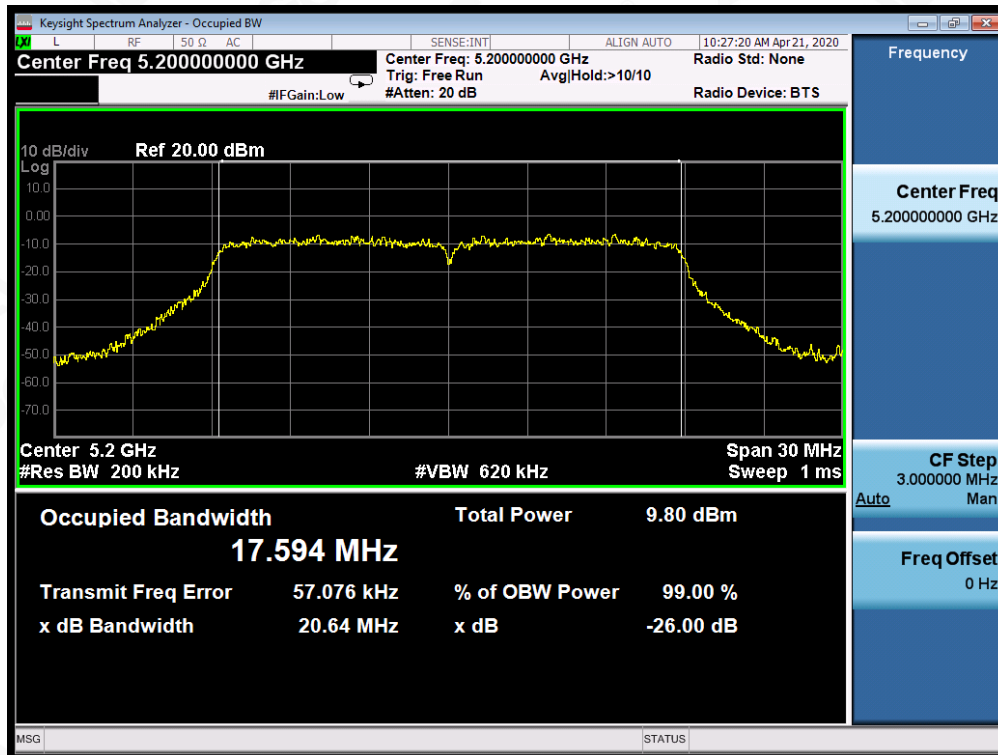 Keysight Spectrum Analyzer - Occupied BW
LXI L RF 50 Ω AC SENSE:INT ALIGN AUTO 10:27:20 AM Apr 21, 2020
Center Freq 5.200000000 GHz
Center Freq: 5.200000000 GHz
Radio Std: None
Trig: Free Run
Avg|Hold:>10/10
#IFGain:Low
#Atten: 20 dB
Radio Device: BTS
10 dB/div
Ref 20.00 dBm
Log
10.0
0.00
-10.0
-20.0
-30.0
-40.0
-50.0
-60.0
-70.0
Center 5.2 GHz
Span 30 MHz
#Res BW 200 kHz
#VBW 620 kHz
Sweep 1 ms
Occupied Bandwidth
Total Power 9.80 dBm
17.594 MHz
Transmit Freq Error 57.076 kHz
% of OBW Power 99.00 %
x dB Bandwidth 20.64 MHz
x dB -26.00 dB
MSG
STATUS
Frequency
Center Freq
5.200000000 GHz
CF Step
3.000000 MHz
Auto Man
Freq Offset
0 Hz